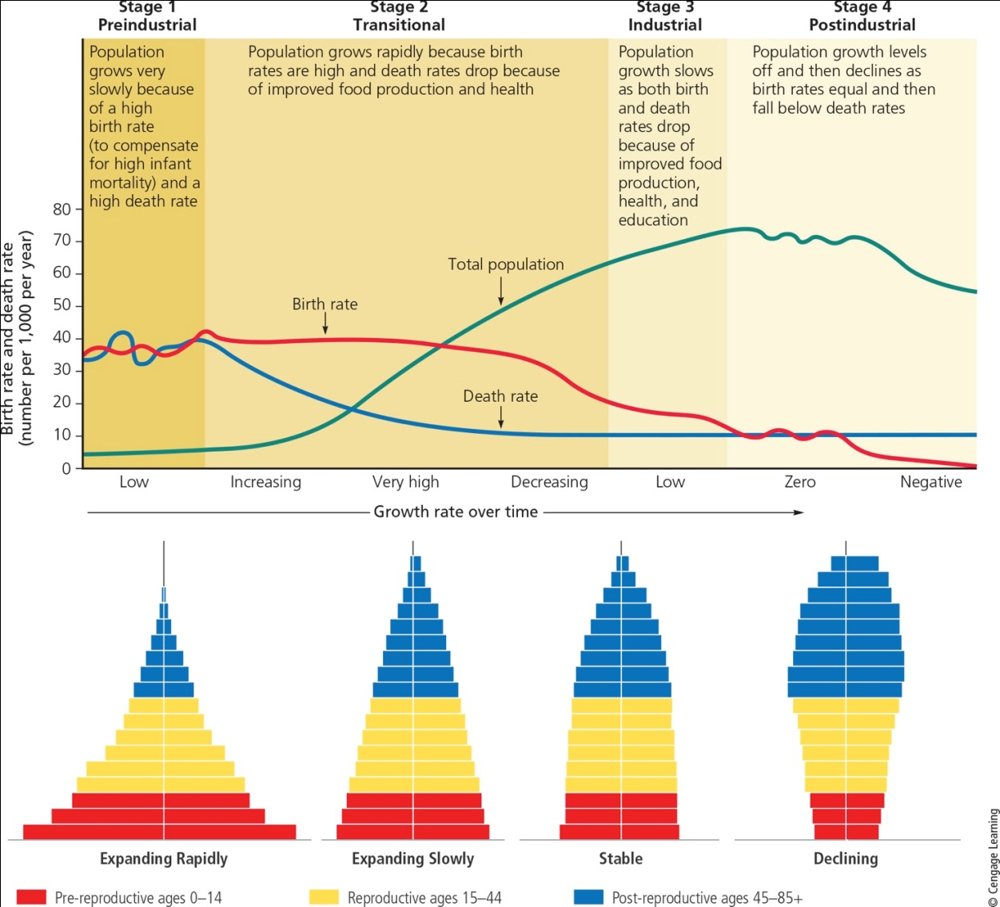 Stage 1
Preindustrial
Stage 2
Transitional
Stage 3
Industrial
Stage 4
Postindustrial
Population
grows very
slowly because
of a high
birth rate
(to compensate
for high infant
mortality) and a
high death rate
Population grows rapidly because birth
rates are high and death rates drop because
of improved food production and health
Population
growth slows
as both birth
and death
rates drop
because of
improved food
production,
health, and
education
Population growth levels
off and then declines as
birth rates equal and then
fall below death rates
Birth rate and death rate
(number per 1,000 per year)
80
70
60
50
40
30
20
10
0
Total population
Birth rate
Death rate
Low
Increasing
Very high
Decreasing
Low
Zero
Negative
Growth rate over time
Expanding Rapidly
Expanding Slowly
Stable
Declining
Pre-reproductive ages 0–14
Reproductive ages 15–44
Post-reproductive ages 45–85+
© Cengage Learning